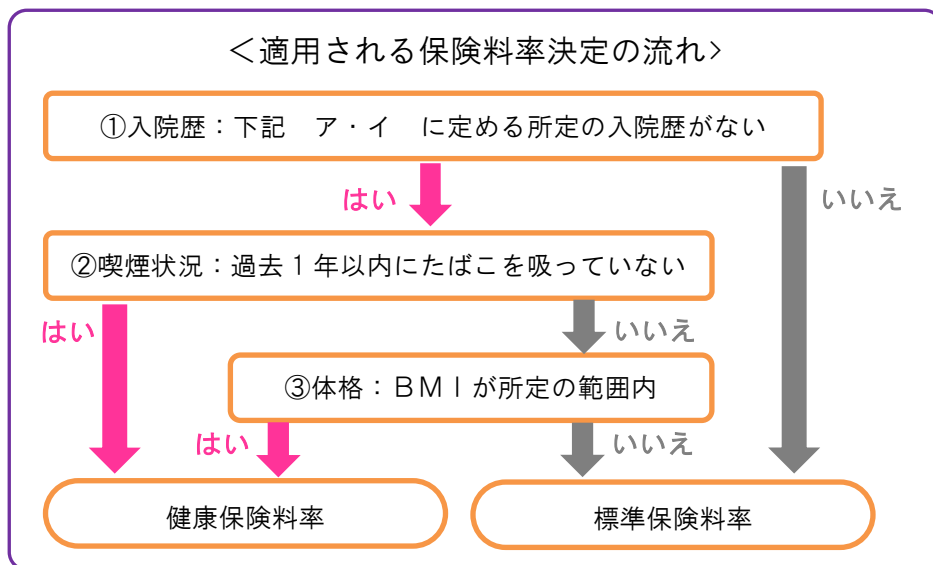 ＜適用される保険料率決定の流れ＞
①入院歴：下記　ア・イ　に定める所定の入院歴がない
はい
いいえ
②喫煙状況：過去１年以内にたばこを吸っていない
はい
いいえ
③体格：ＢＭＩが所定の範囲内
はい
いいえ
健康保険料率
標準保険料率